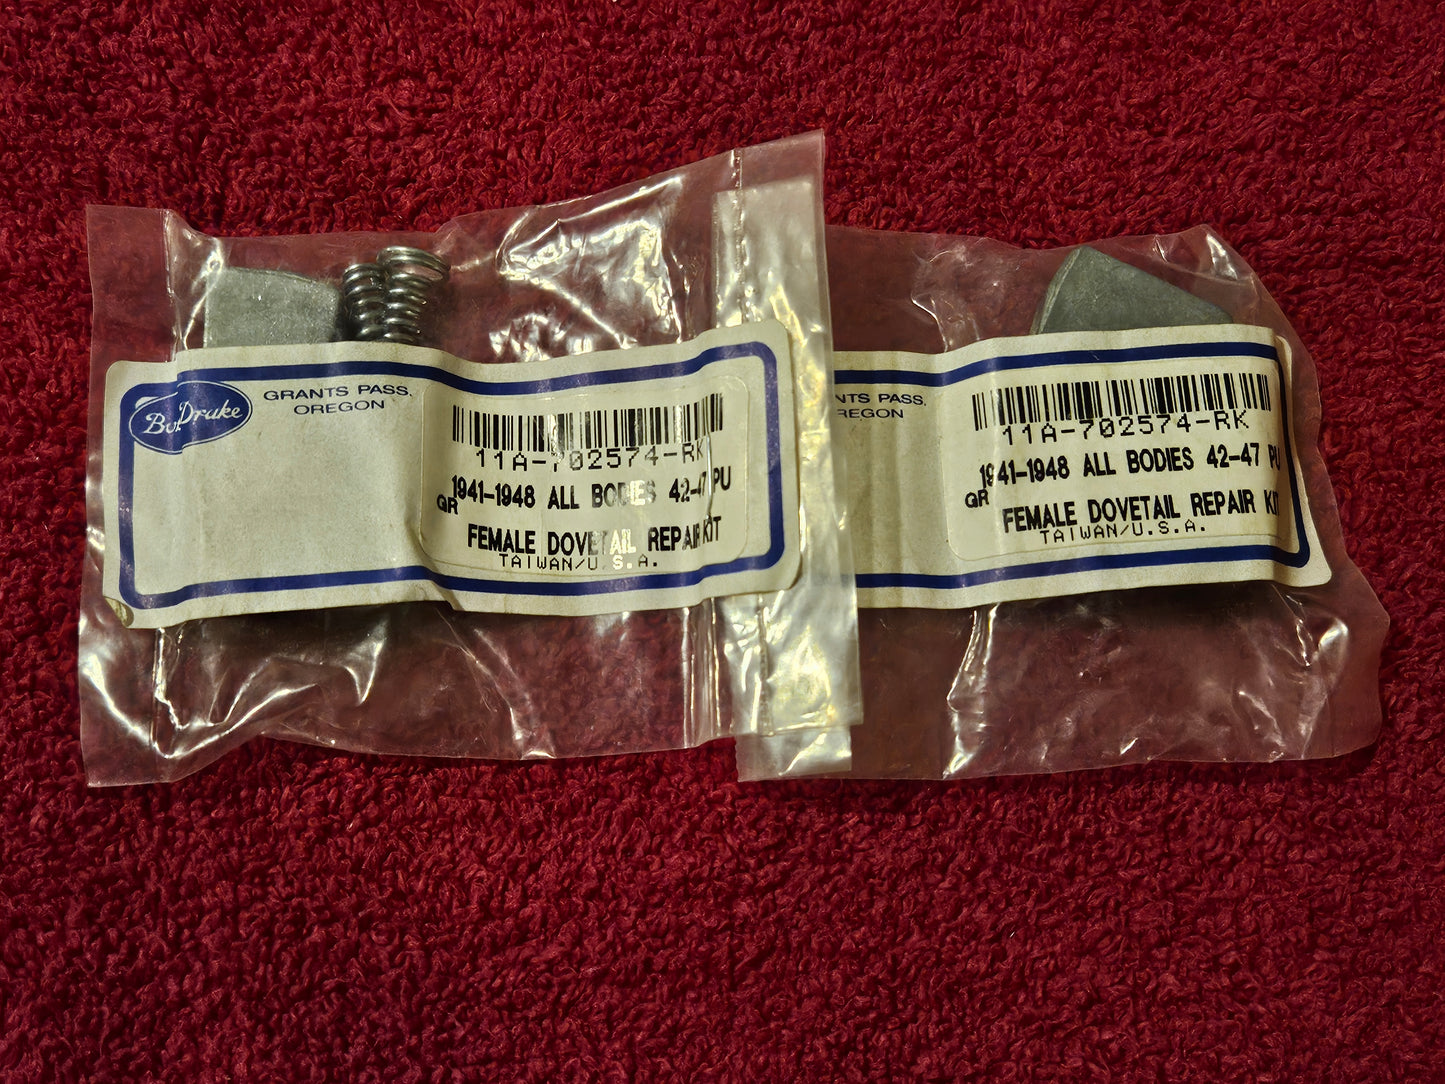 Bob Drake
GRANTS PASS,
OREGON
11A-702574-RK
1941-1948 ALL BODIES 42-47 PU
GR
FEMALE DOVETAIL REPAIR KIT
TAIWAN/U.S.A.
NTS PASS,
REGON
11A-702574-RK
1941-1948 ALL BODIES 42-47 PU
GR
FEMALE DOVETAIL REPAIR KIT
TAIWAN/U.S.A.